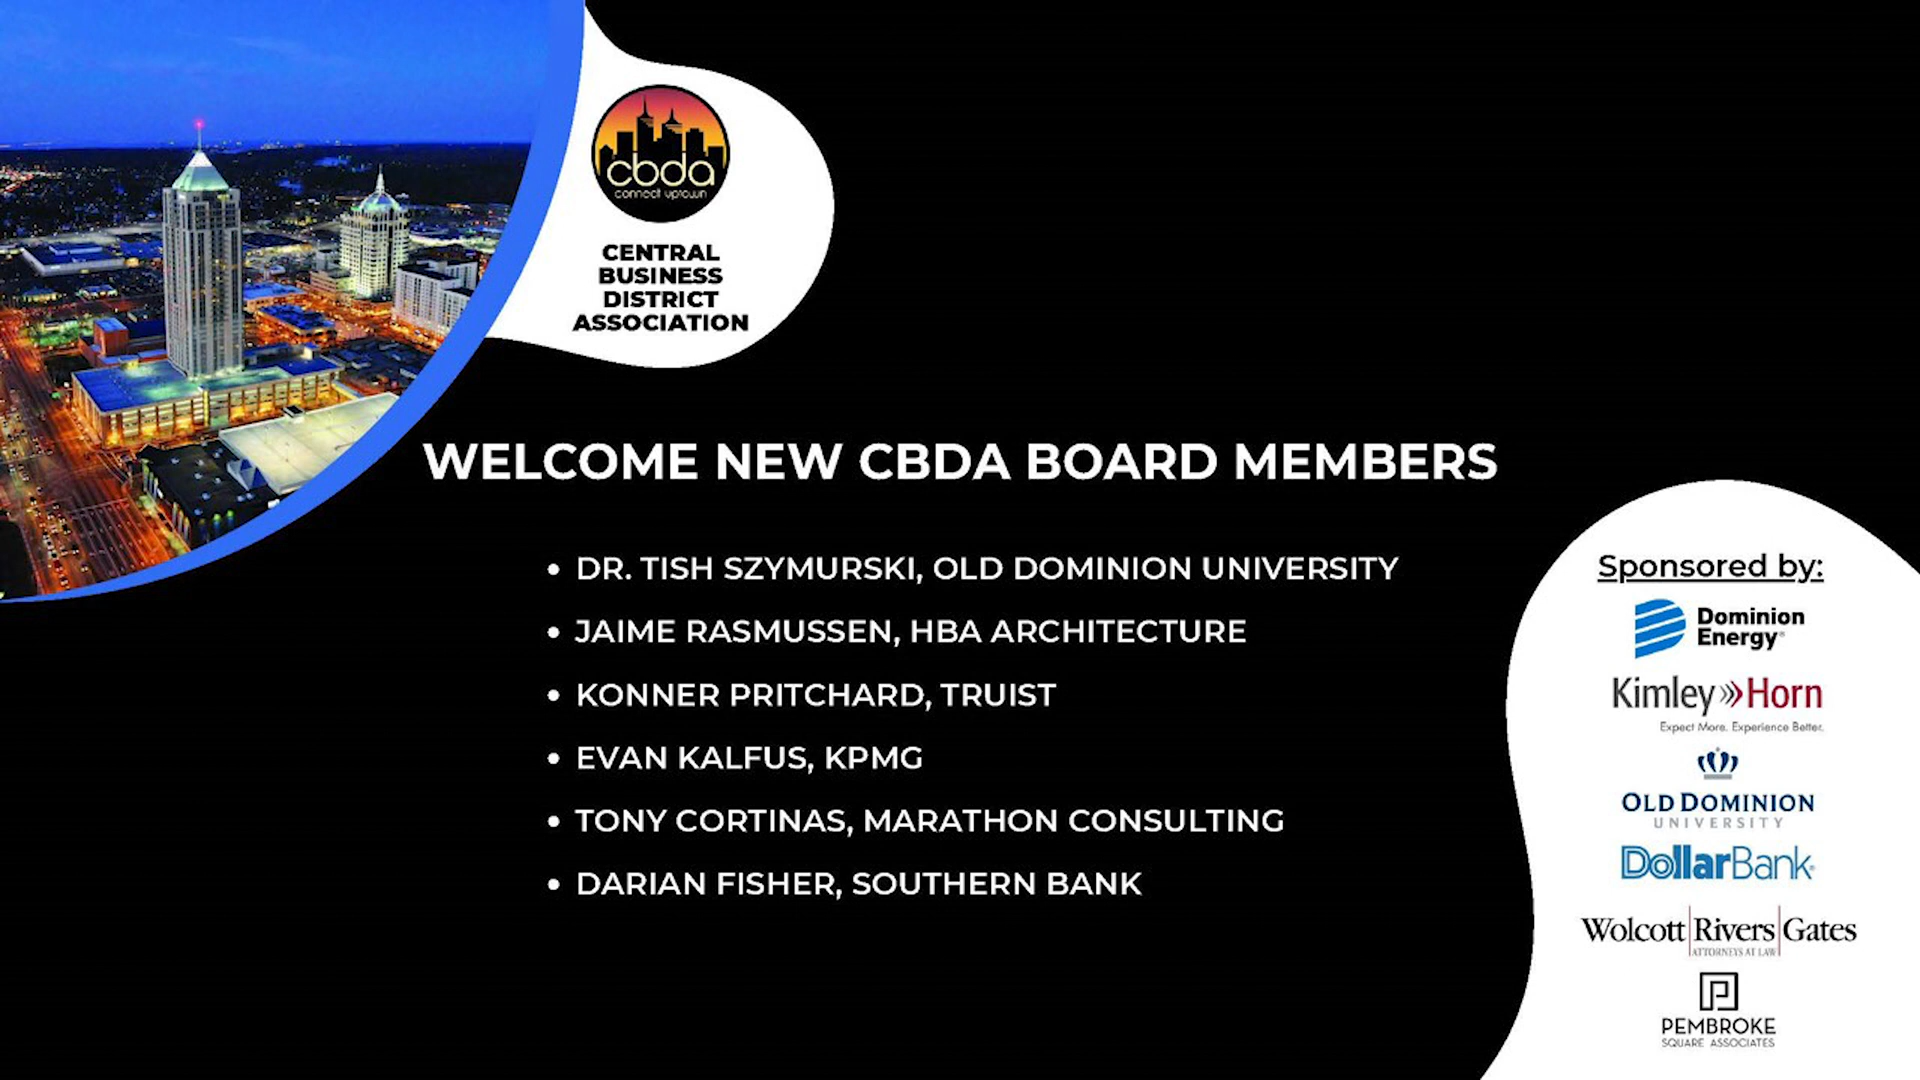 cbda
connect uptown
CENTRAL
BUSINESS
DISTRICT
ASSOCIATION
WELCOME NEW CBDA BOARD MEMBERS
• DR. TISH SZYMURSKI, OLD DOMINION UNIVERSITY
• JAIME RASMUSSEN, HBA ARCHITECTURE
• KONNER PRITCHARD, TRUIST
• EVAN KALFUS, KPMG
• TONY CORTINAS, MARATHON CONSULTING
• DARIAN FISHER, SOUTHERN BANK
Sponsored by:
Dominion
Energy®
Kimley»Horn
Expect More. Experience Better.
OLD DOMINION
UNIVERSITY
DollarBank®
Wolcott|Rivers|Gates
ATTORNEYS AT LAW
PEMBROKE
SQUARE ASSOCIATES